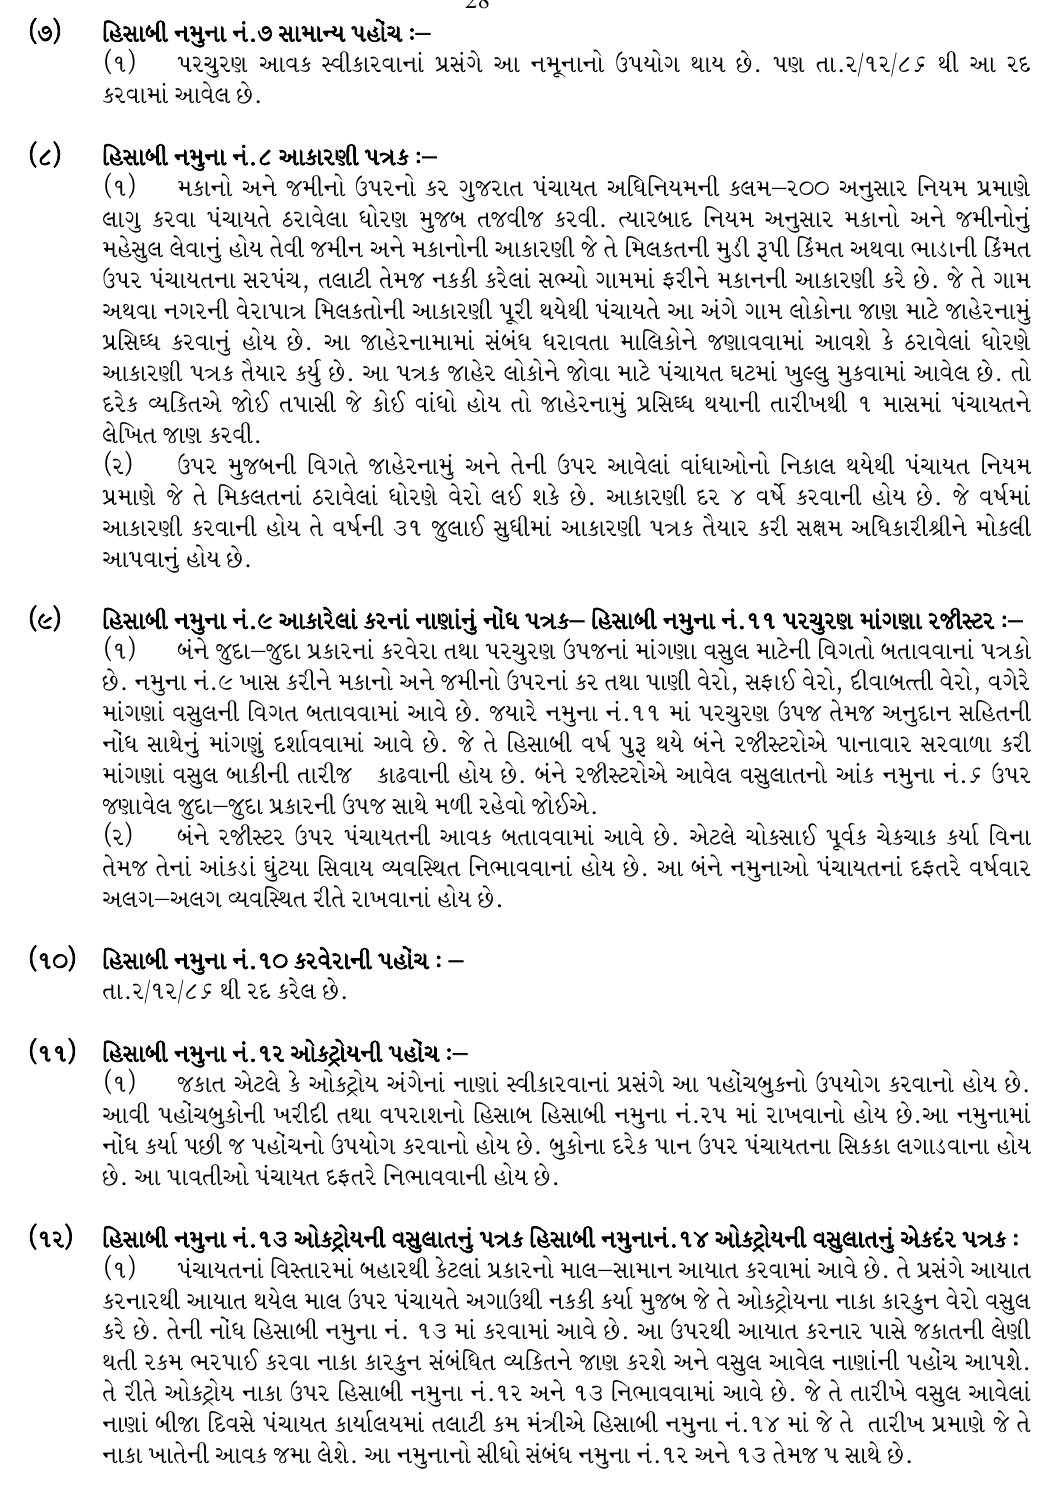 28
(૭) હિસાબી નમુના નં.૭ સામાન્ય પહોંચ :–
(૧) પરચુરણ આવક સ્વીકારવાનાં પ્રસંગે આ નમૂનાનો ઉપયોગ થાય છે. પણ તા.૨/૧૨/૮૬ થી આ રદ
કરવામાં આવેલ છે.
(૮) હિસાબી નમુના નં.૮ આકારણી પત્રક :–
(૧) મકાનો અને જમીનો ઉપરનો કર ગુજરાત પંચાયત અધિનિયમની કલમ–૨૦૦ અનુસાર નિયમ પ્રમાણે
લાગુ કરવા પંચાયતે ઠરાવેલા ધોરણ મુજબ તજવીજ કરવી. ત્યારબાદ નિયમ અનુસાર મકાનો અને જમીનોનું
મહેસુલ લેવાનું હોય તેવી જમીન અને મકાનોની આકારણી જે તે મિલકતની મુડી રૂપી કિંમત અથવા ભાડાની કિંમત
ઉપર પંચાયતના સરપંચ, તલાટી તેમજ નકકી કરેલાં સભ્યો ગામમાં ફરીને મકાનની આકારણી કરે છે. જે તે ગામ
અથવા નગરની વેરાપાત્ર મિલકતોની આકારણી પૂરી થયેથી પંચાયતે આ અંગે ગામ લોકોના જાણ માટે જાહેરનામું
પ્રસિધ્ધ કરવાનું હોય છે. આ જાહેરનામામાં સંબંધ ધરાવતા માલિકોને જણાવવામાં આવશે કે ઠરાવેલાં ધોરણે
આકારણી પત્રક તૈયાર કર્યુ છે. આ પત્રક જાહેર લોકોને જોવા માટે પંચાયત ઘટમાં ખુલ્લુ મુકવામાં આવેલ છે. તો
દરેક વ્યકિતએ જોઈ તપાસી જે કોઈ વાંધો હોય તો જાહેરનામું પ્રસિધ્ધ થયાની તારીખથી ૧ માસમાં પંચાયતને
લેખિત જાણ કરવી.
(૨) ઉપર મુજબની વિગતે જાહેરનામું અને તેની ઉપર આવેલાં વાંધાઓનો નિકાલ થયેથી પંચાયત નિયમ
પ્રમાણે જે તે મિકલતનાં ઠરાવેલાં ધોરણે વેરો લઈ શકે છે. આકારણી દર ૪ વર્ષે કરવાની હોય છે. જે વર્ષમાં
આકારણી કરવાની હોય તે વર્ષની ૩૧ જુલાઈ સુધીમાં આકારણી પત્રક તૈયાર કરી સક્ષમ અધિકારીશ્રીને મોકલી
આપવાનું હોય છે.
(૯) હિસાબી નમુના નં.૯ આકારેલાં કરનાં નાણાંનું નોંધ પત્રક– હિસાબી નમુના નં.૧૧ પરચુરણ માંગણા રજીસ્ટર :–
(૧) બંને જુદા–જુદા પ્રકારનાં કરવેરા તથા પરચુરણ ઉપજનાં માંગણા વસુલ માટેની વિગતો બતાવવાનાં પત્રકો
છે. નમુના નં.૯ ખાસ કરીને મકાનો અને જમીનો ઉપરનાં કર તથા પાણી વેરો, સફાઈ વેરો, દીવાબત્તી વેરો, વગેરે
માંગણાં વસુલની વિગત બતાવવામાં આવે છે. જયારે નમુના નં.૧૧ માં પરચુરણ ઉપજ તેમજ અનુદાન સહિતની
નોંધ સાથેનું માંગણું દર્શાવવામાં આવે છે. જે તે હિસાબી વર્ષ પુરૂ થયે બંને રજીસ્ટરોએ પાનાવાર સરવાળા કરી
માંગણાં વસુલ બાકીની તારીજ કાઢવાની હોય છે. બંને રજીસ્ટરોએ આવેલ વસુલાતનો આંક નમુના નં.૬ ઉપર
જણાવેલ જુદા–જુદા પ્રકારની ઉપજ સાથે મળી રહેવો જોઈએ.
(૨) બંને રજીસ્ટર ઉપર પંચાયતની આવક બતાવવામાં આવે છે. એટલે ચોકસાઈ પૂર્વક ચેકચાક કર્યા વિના
તેમજ તેનાં આંકડાં ઘુંટયા સિવાય વ્યવસ્થિત નિભાવવાનાં હોય છે. આ બંને નમુનાઓ પંચાયતનાં દફતરે વર્ષવાર
અલગ–અલગ વ્યવસ્થિત રીતે રાખવાનાં હોય છે.
(૧૦) હિસાબી નમુના નં.૧૦ કરવેરાની પહોંચ : –
તા.૨/૧૨/૮૬ થી રદ કરેલ છે.
(૧૧) હિસાબી નમુના નં.૧૨ ઓકટ્રોયની પહોંચ :–
(૧) જકાત એટલે કે ઓકટ્રોય અંગેનાં નાણાં સ્વીકારવાનાં પ્રસંગે આ પહોંચબુકનો ઉપયોગ કરવાનો હોય છે.
આવી પહોંચબુકોની ખરીદી તથા વપરાશનો હિસાબ હિસાબી નમુના નં.૨૫ માં રાખવાનો હોય છે.આ નમુનામાં
નોંધ કર્યા પછી જ પહોંચનો ઉપયોગ કરવાનો હોય છે. બુકોના દરેક પાન ઉપર પંચાયતના સિકકા લગાડવાના હોય
છે. આ પાવતીઓ પંચાયત દફતરે નિભાવવાની હોય છે.
(૧૨) હિસાબી નમુના નં.૧૩ ઓકટ્રોયની વસુલાતનું પત્રક હિસાબી નમુનાનં.૧૪ ઓકટ્રોયની વસુલાતનું એકદંર પત્રક :
(૧) પંચાયતનાં વિસ્તારમાં બહારથી કેટલાં પ્રકારનો માલ–સામાન આયાત કરવામાં આવે છે. તે પ્રસંગે આયાત
કરનારથી આયાત થયેલ માલ ઉપર પંચાયતે અગાઉથી નકકી કર્યા મુજબ જે તે ઓકટ્રોયના નાકા કારકુન વેરો વસુલ
કરે છે. તેની નોંધ હિસાબી નમુના નં. ૧૩ માં કરવામાં આવે છે. આ ઉપરથી આયાત કરનાર પાસે જકાતની લેણી
થતી રકમ ભરપાઈ કરવા નાકા કારકુન સંબંધિત વ્યકિતને જાણ કરશે અને વસુલ આવેલ નાણાંની પહોંચ આપશે.
તે રીતે ઓકટ્રોય નાકા ઉપર હિસાબી નમુના નં.૧૨ અને ૧૩ નિભાવવામાં આવે છે. જે તે તારીખે વસુલ આવેલાં
નાણાં બીજા દિવસે પંચાયત કાર્યાલયમાં તલાટી કમ મંત્રીએ હિસાબી નમુના નં.૧૪ માં જે તે તારીખ પ્રમાણે જે તે
નાકા ખાતેની આવક જમા લેશે. આ નમુનાનો સીધો સંબંધ નમુના નં.૧૨ અને ૧૩ તેમજ ૫ સાથે છે.